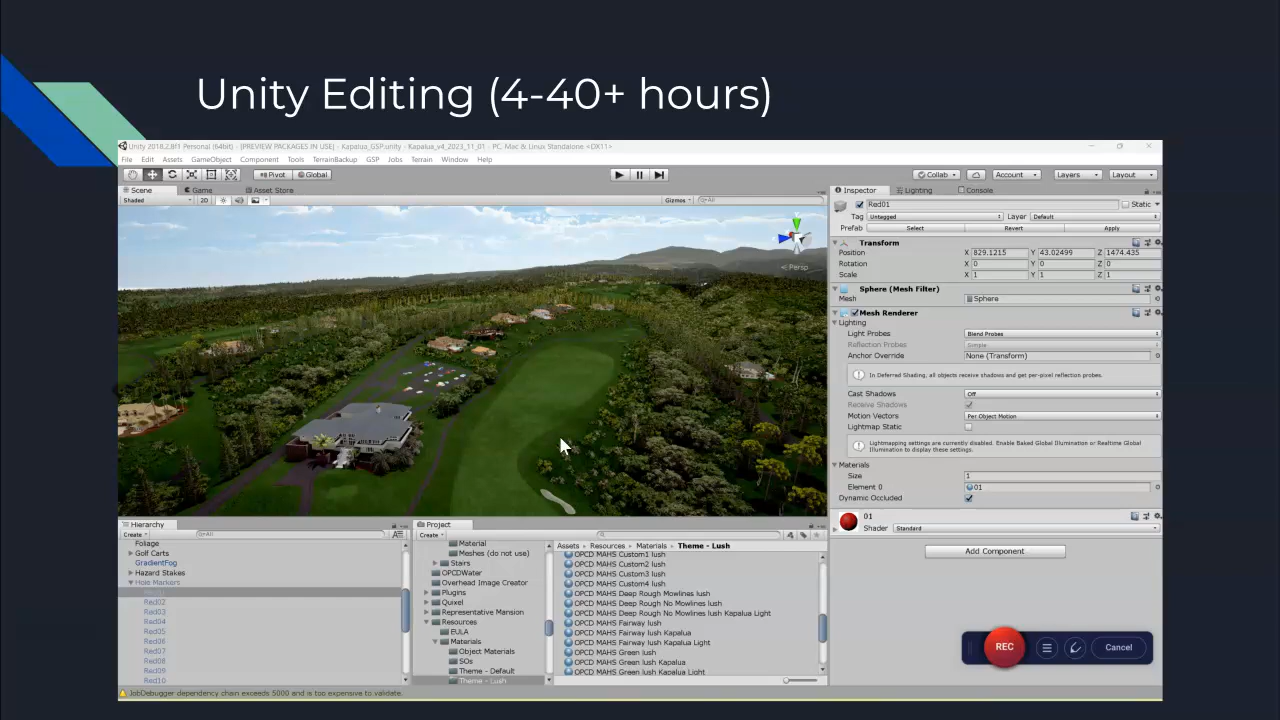 Unity Editing (4-40+ hours)
Unity 2018.2.8f1 Personal (64bit) - [PREVIEW PACKAGES IN USE] - Kapalua_GSP.unity - Kapalua_v4_2023_11_01 - PC, Mac & Linux Standalone <DX11>
File Edit Assets GameObject Component Tools TerrainBackup GSP Jobs Terrain Window Help
Pivot Global Collab Account Layers Layout
Scene Game Asset Store
Shaded 2D Gizmos All
Persp
Inspector Lighting Console
Red01 Static
Tag Untagged Layer Default
Prefab Select Revert Apply
Transform
Position X 829.1215 Y 43.02499 Z 1474.435
Rotation X 0 Y 0 Z 0
Scale X 1 Y 1 Z 1
Sphere (Mesh Filter)
Mesh Sphere
Mesh Renderer
Lighting
Light Probes Blend Probes
Reflection Probes Simple
Anchor Override None (Transform)
In Deferred Shading, all objects receive shadows and get per-pixel reflection probes.
Cast Shadows Off
Receive Shadows
Motion Vectors Per Object Motion
Lightmap Static
Lightmapping settings are currently disabled. Enable Baked Global Illumination or Realtime Global
Illumination to display these settings.
Materials
Size 1
Element 0 01
Dynamic Occluded
01
Shader Standard
Add Component
REC Cancel
Hierarchy
Create All
Foliage
Golf Carts
GradientFog
Hazard Stakes
Hole Markers
Red01
Red02
Red03
Red04
Red05
Red06
Red07
Red08
Red09
Red10
Project
Create
Material
Meshes (do not use)
Stairs
OPCDWater
Overhead Image Creator
Plugins
Quixel
Representative Mansion
Resources
EULA
Materials
Object Materials
SOs
Theme - Default
Theme - Lush
Assets Resources Materials Theme - Lush
OPCD MAHS Custom1 lush
OPCD MAHS Custom2 lush
OPCD MAHS Custom3 lush
OPCD MAHS Custom4 lush
OPCD MAHS Deep Rough Mowlines lush
OPCD MAHS Deep Rough No Mowlines lush
OPCD MAHS Deep Rough No Mowlines lush Kapalua Light
OPCD MAHS Fairway lush
OPCD MAHS Fairway lush Kapalua
OPCD MAHS Fairway lush Kapalua Light
OPCD MAHS Green lush
OPCD MAHS Green lush Kapalua
OPCD MAHS Green lush Kapalua Light
JobDebugger dependency chain exceeds 5000 and is too expensive to validate.